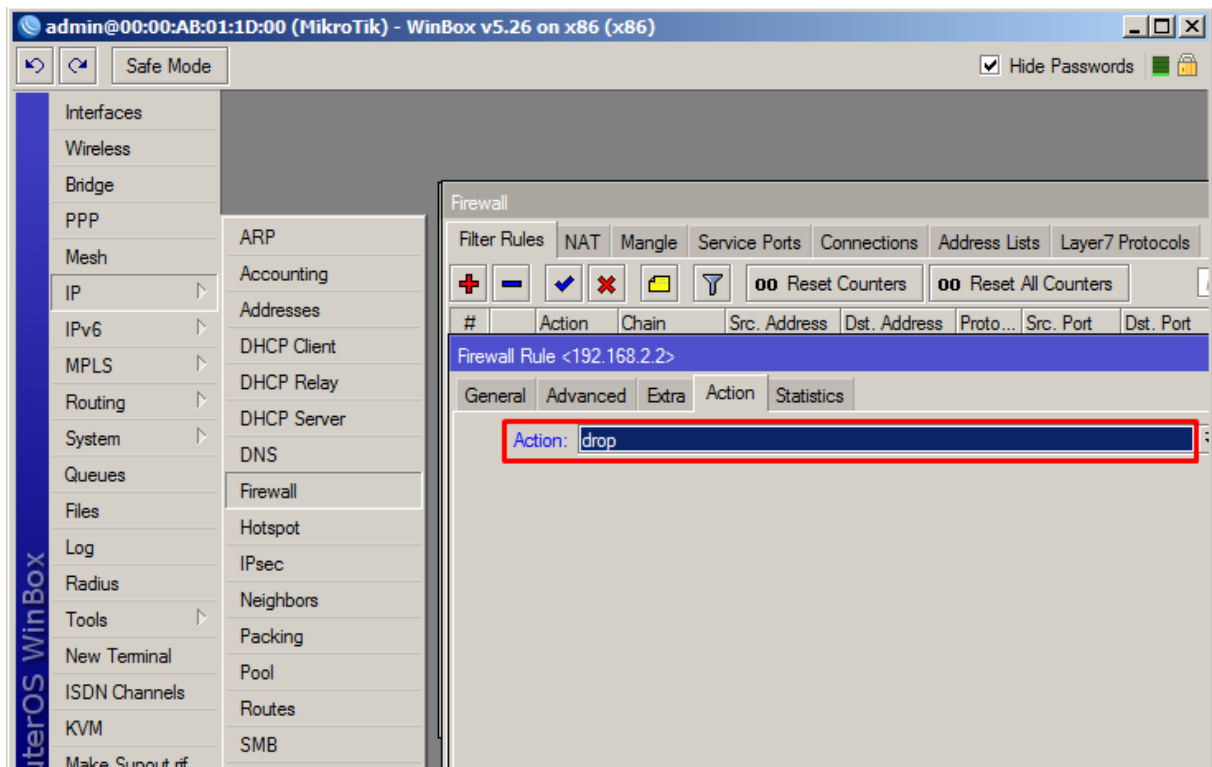 admin@00:00:AB:01:1D:00 (MikroTik) - WinBox v5.26 on x86 (x86)
Safe Mode
Hide Passwords
Interfaces
Wireless
Bridge
PPP
Mesh
IP
IPv6
MPLS
Routing
System
Queues
Files
Log
Radius
Tools
New Terminal
ISDN Channels
KVM
Make Supout.rif
uterOS WinBox
ARP
Accounting
Addresses
DHCP Client
DHCP Relay
DHCP Server
DNS
Firewall
Hotspot
IPsec
Neighbors
Packing
Pool
Routes
SMB
Firewall
Filter Rules NAT Mangle Service Ports Connections Address Lists Layer7 Protocols
00 Reset Counters 00 Reset All Counters
# Action Chain Src. Address Dst. Address Proto... Src. Port Dst. Port
Firewall Rule <192.168.2.2>
General Advanced Extra Action Statistics
Action: drop